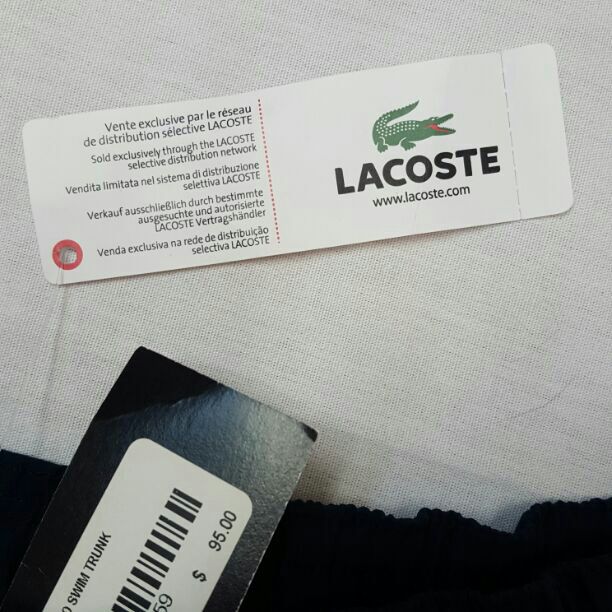 Vente exclusive par le réseau
de distribution sélective LACOSTE
Sold exclusively through the LACOSTE
selective distribution network
Vendita limitata nel sistema di distribuzione
selettiva LACOSTE
Verkauf ausschließlich durch bestimmte
ausgesuchte und autorisierte
LACOSTE Vertragshändler
Venda exclusiva na rede de distribuição
selectiva LACOSTE
LACOSTE
www.lacoste.com
SWIM TRUNK
59
$ 95.00